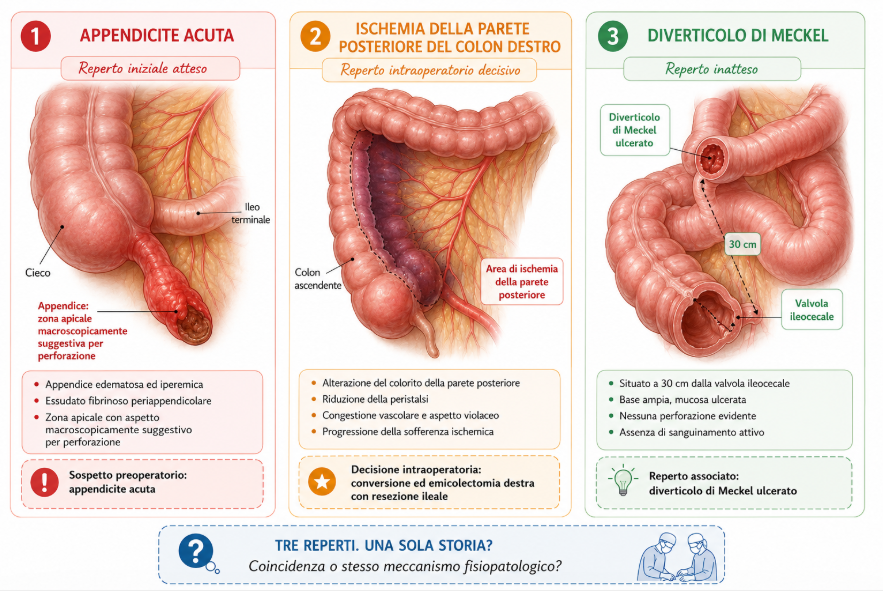 1 APPENDICITE ACUTA
Reperto iniziale atteso
Ileo
terminale
Cieco
Appendice:
zona apicale
macroscopicamente
suggestiva per
perforazione
• Appendice edematosa ed iperemica
• Essudato fibrinoso periappendicolare
• Zona apicale con aspetto
macroscopicamente suggestivo
per perforazione
! Sospetto preoperatorio:
appendicite acuta
2 ISCHEMIA DELLA PARETE
POSTERIORE DEL COLON DESTRO
Reperto intraoperatorio decisivo
Colon
ascendente
Area di ischemia
della parete
posteriore
• Alterazione del colorito della parete posteriore
• Riduzione della peristalsi
• Congestione vascolare e aspetto violaceo
• Progressione della sofferenza ischemica
Decisione intraoperatoria:
conversione ed emicolectomia destra
con resezione ileale
3 DIVERTICOLO DI MECKEL
Reperto inatteso
Diverticolo
di Meckel
ulcerato
30 cm
Valvola
ileocecale
• Situato a 30 cm dalla valvola ileocecale
• Base ampia, mucosa ulcerata
• Nessuna perforazione evidente
• Assenza di sanguinamento attivo
Reperto associato:
diverticolo di Meckel ulcerato
?
TRE REPERTI. UNA SOLA STORIA?
Coincidenza o stesso meccanismo fisiopatologico?